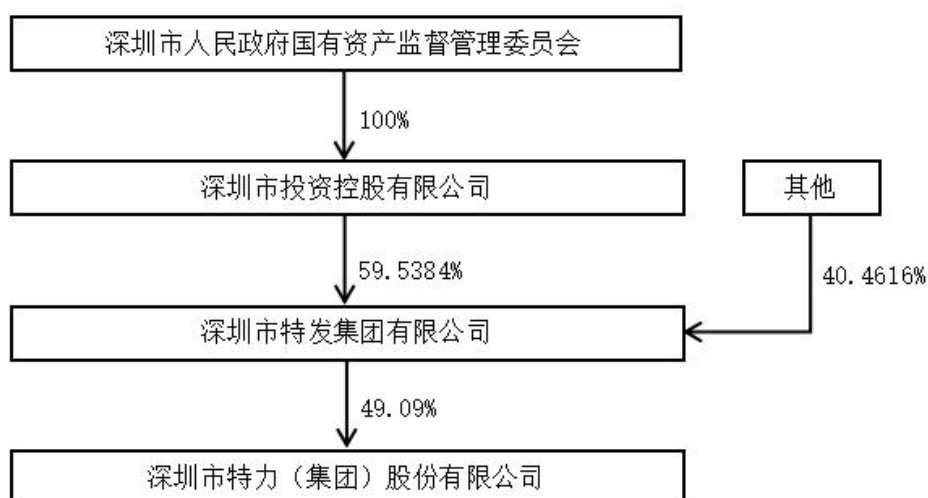 深圳市人民政府国有资产监督管理委员会
100%
深圳市投资控股有限公司
其他
59.5384%
40.4616%
深圳市特发集团有限公司
49.09%
深圳市特力（集团）股份有限公司